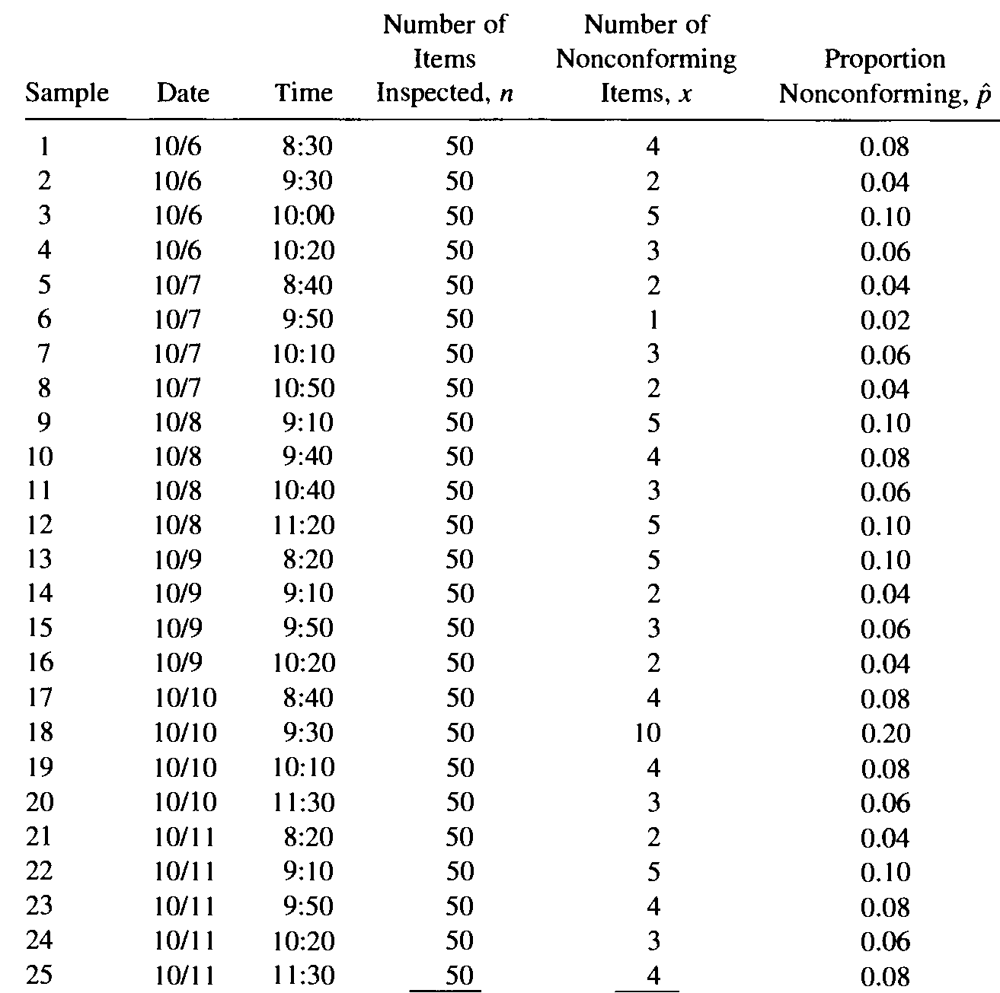 Number of Number of
Items Nonconforming Proportion
Sample Date Time Inspected, n Items, x Nonconforming, p̂
1 10/6 8:30 50 4 0.08
2 10/6 9:30 50 2 0.04
3 10/6 10:00 50 5 0.10
4 10/6 10:20 50 3 0.06
5 10/7 8:40 50 2 0.04
6 10/7 9:50 50 1 0.02
7 10/7 10:10 50 3 0.06
8 10/7 10:50 50 2 0.04
9 10/8 9:10 50 5 0.10
10 10/8 9:40 50 4 0.08
11 10/8 10:40 50 3 0.06
12 10/8 11:20 50 5 0.10
13 10/9 8:20 50 5 0.10
14 10/9 9:10 50 2 0.04
15 10/9 9:50 50 3 0.06
16 10/9 10:20 50 2 0.04
17 10/10 8:40 50 4 0.08
18 10/10 9:30 50 10 0.20
19 10/10 10:10 50 4 0.08
20 10/10 11:30 50 3 0.06
21 10/11 8:20 50 2 0.04
22 10/11 9:10 50 5 0.10
23 10/11 9:50 50 4 0.08
24 10/11 10:20 50 3 0.06
25 10/11 11:30 50 4 0.08